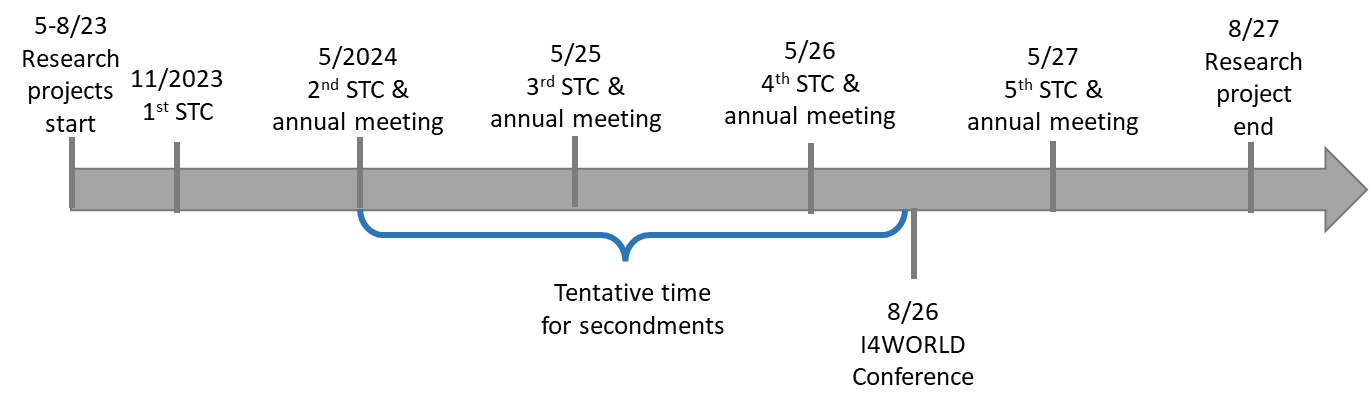 5-8/23
Research
projects
start
11/2023
1st STC
5/2024
2nd STC &
annual meeting
5/25
3rd STC &
annual meeting
5/26
4th STC &
annual meeting
5/27
5th STC &
annual meeting
8/27
Research
project
end
Tentative time
for secondments
8/26
I4WORLD
Conference